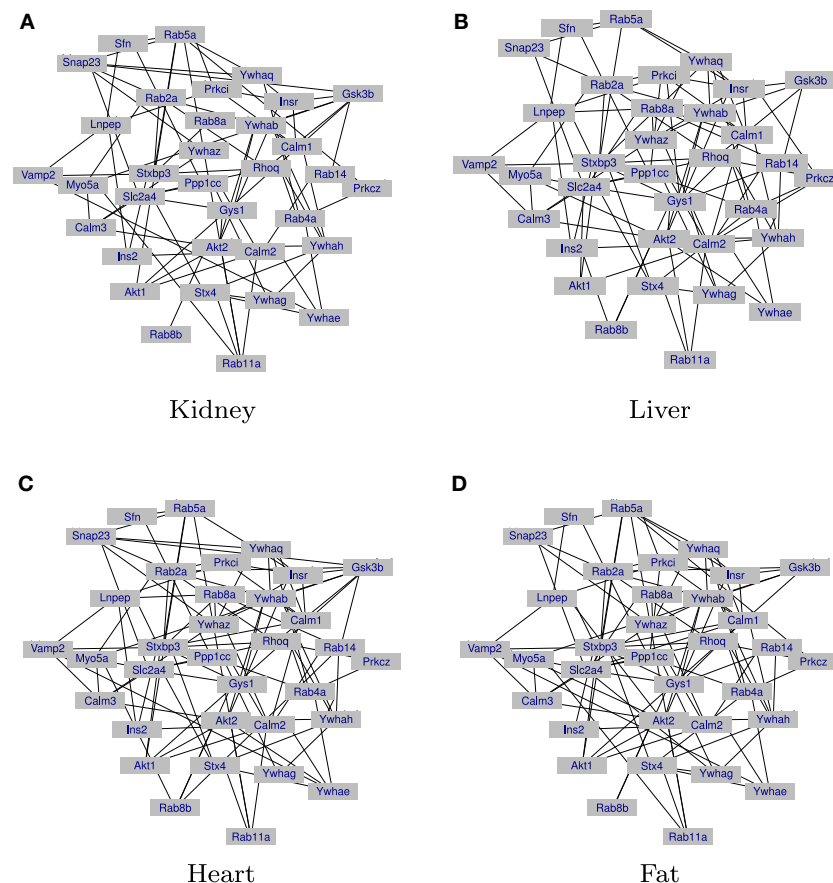 A
Sfn
Rab5a
Snap23
Ywhaq
Prkci
Gsk3b
Rab2a
Insr
Lnpep
Rab8a
Ywhab
Calm1
Ywhaz
Vamp2
Stxbp3
Rhoq
Myo5a
Ppp1cc
Rab14
Prkcz
Slc2a4
Gys1
Rab4a
Calm3
Ins2
Akt2
Calm2
Ywhah
Akt1
Stx4
Ywhag
Ywhae
Rab8b
Rab11a
Kidney
B
Sfn
Rab5a
Snap23
Ywhaq
Prkci
Gsk3b
Rab2a
Insr
Lnpep
Rab8a
Ywhab
Calm1
Ywhaz
Vamp2
Stxbp3
Rhoq
Rab14
Myo5a
Ppp1cc
Prkcz
Slc2a4
Gys1
Rab4a
Calm3
Ins2
Akt2
Calm2
Ywhah
Akt1
Stx4
Ywhag
Ywhae
Rab8b
Rab11a
Liver
C
Sfn
Rab5a
Snap23
Ywhaq
Prkci
Gsk3b
Rab2a
Insr
Lnpep
Rab8a
Ywhab
Calm1
Ywhaz
Vamp2
Stxbp3
Rhoq
Rab14
Myo5a
Ppp1cc
Prkcz
Slc2a4
Gys1
Rab4a
Calm3
Ins2
Akt2
Calm2
Ywhah
Akt1
Stx4
Ywhag
Ywhae
Rab8b
Rab11a
Heart
D
Sfn
Rab5a
Snap23
Ywhaq
Prkci
Gsk3b
Rab2a
Insr
Lnpep
Rab8a
Ywhab
Calm1
Ywhaz
Vamp2
Stxbp3
Rhoq
Rab14
Myo5a
Ppp1cc
Prkcz
Slc2a4
Gys1
Rab4a
Calm3
Ins2
Akt2
Calm2
Ywhah
Akt1
Stx4
Ywhag
Ywhae
Rab8b
Rab11a
Fat